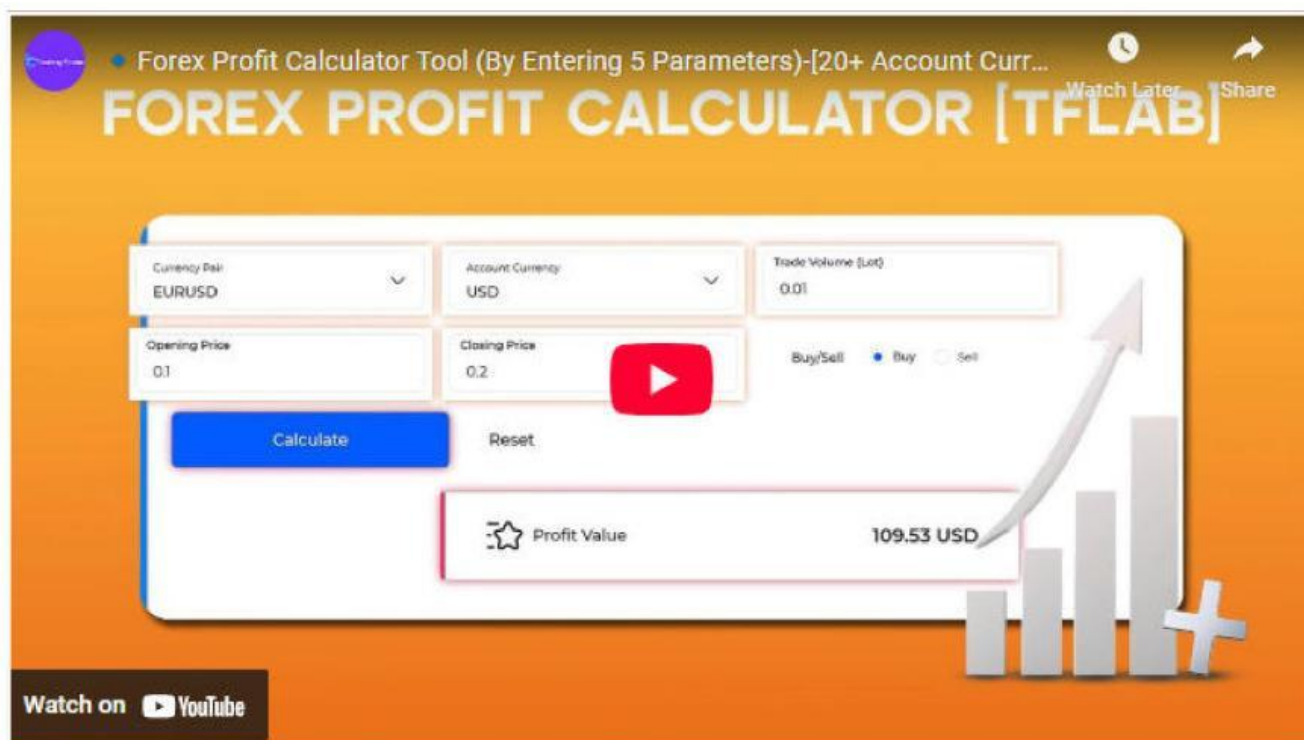 Forex Profit Calculator Tool (By Entering 5 Parameters)-[20+ Account Curr...
Watch Later
Share
FOREX PROFIT CALCULATOR [TFLAB]
Currency Pair
EURUSD
Account Currency
USD
Trade Volume (Lot)
0.01
Opening Price
0.1
Closing Price
0.2
Buy/Sell
Buy
Sell
Calculate
Reset
Profit Value
109.53 USD
Watch on YouTube